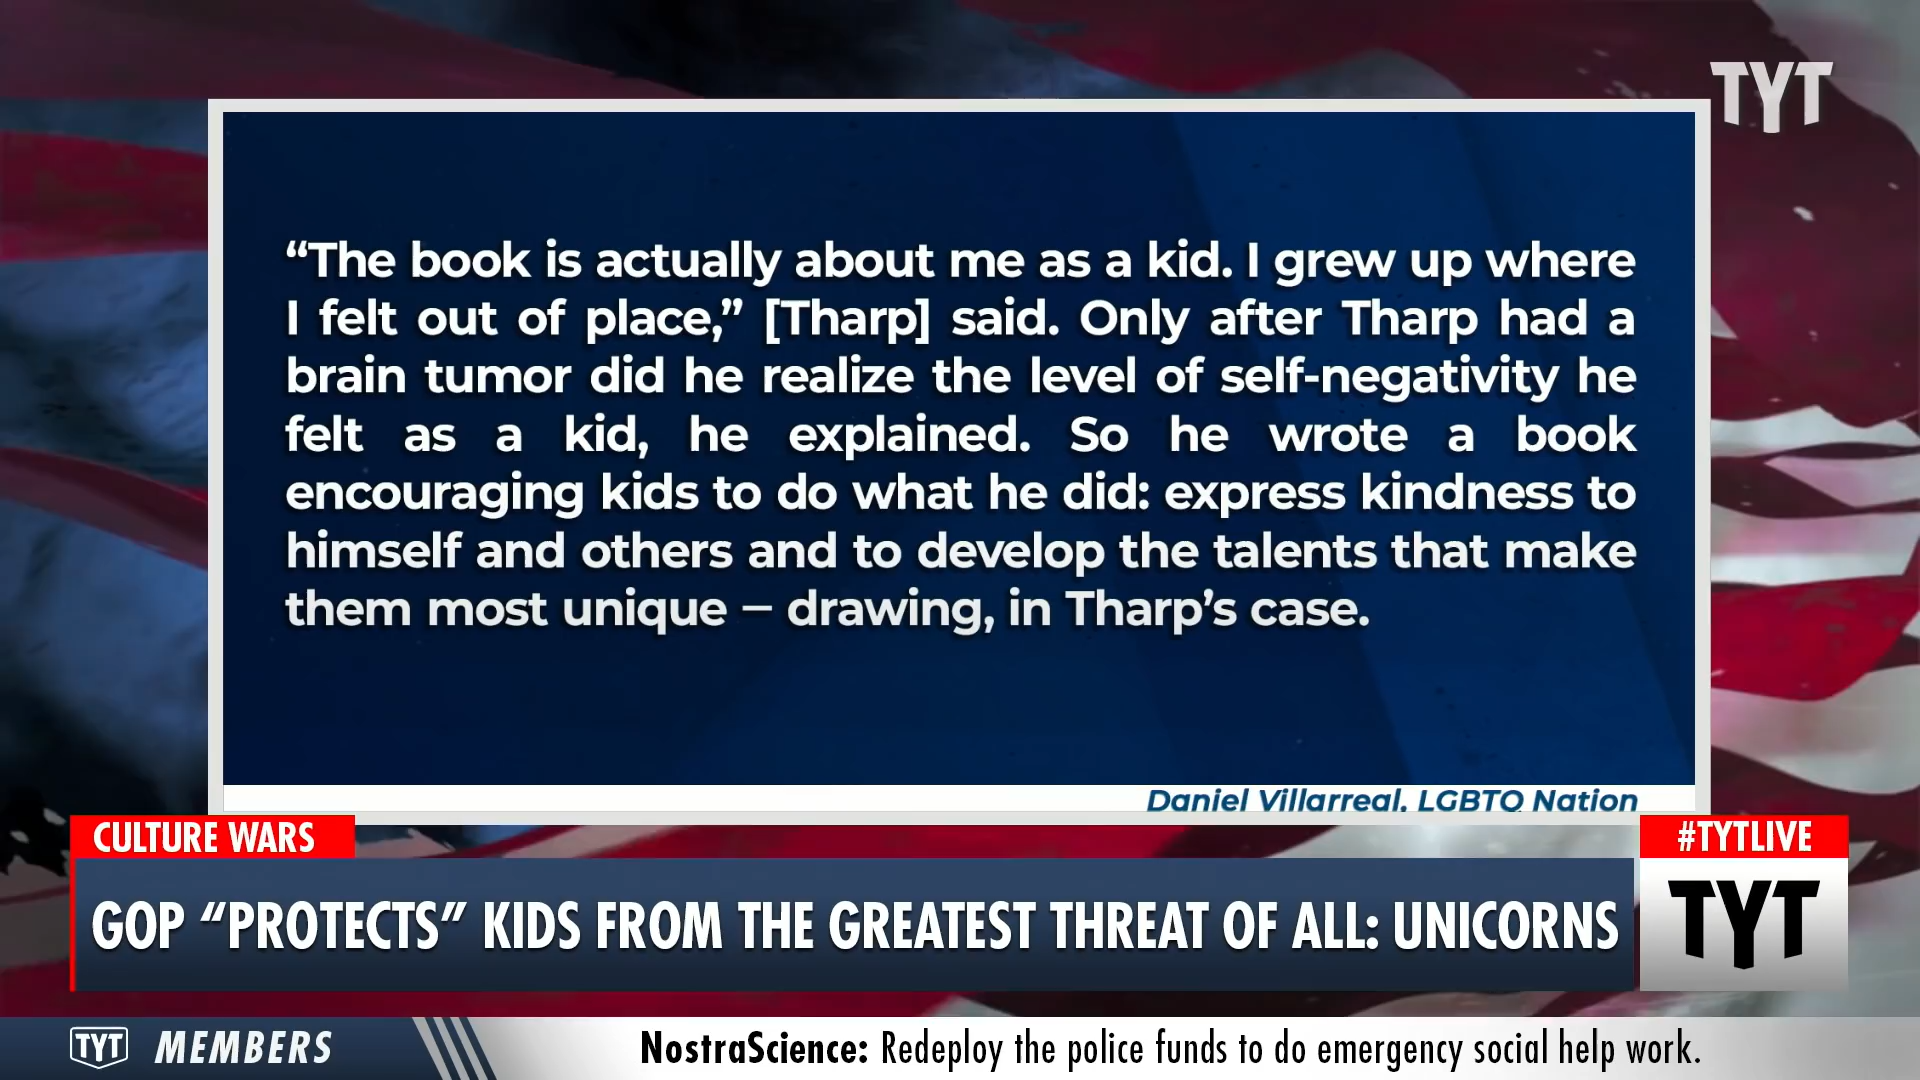 TYT
“The book is actually about me as a kid. I grew up where
I felt out of place,” [Tharp] said. Only after Tharp had a
brain tumor did he realize the level of self-negativity he
felt as a kid, he explained. So he wrote a book
encouraging kids to do what he did: express kindness to
himself and others and to develop the talents that make
them most unique – drawing, in Tharp’s case.
Daniel Villarreal, LGBTQ Nation
CULTURE WARS
GOP “PROTECTS” KIDS FROM THE GREATEST THREAT OF ALL: UNICORNS
#TYTLIVE
TYT
TYT MEMBERS
NostraScience: Redeploy the police funds to do emergency social help work.